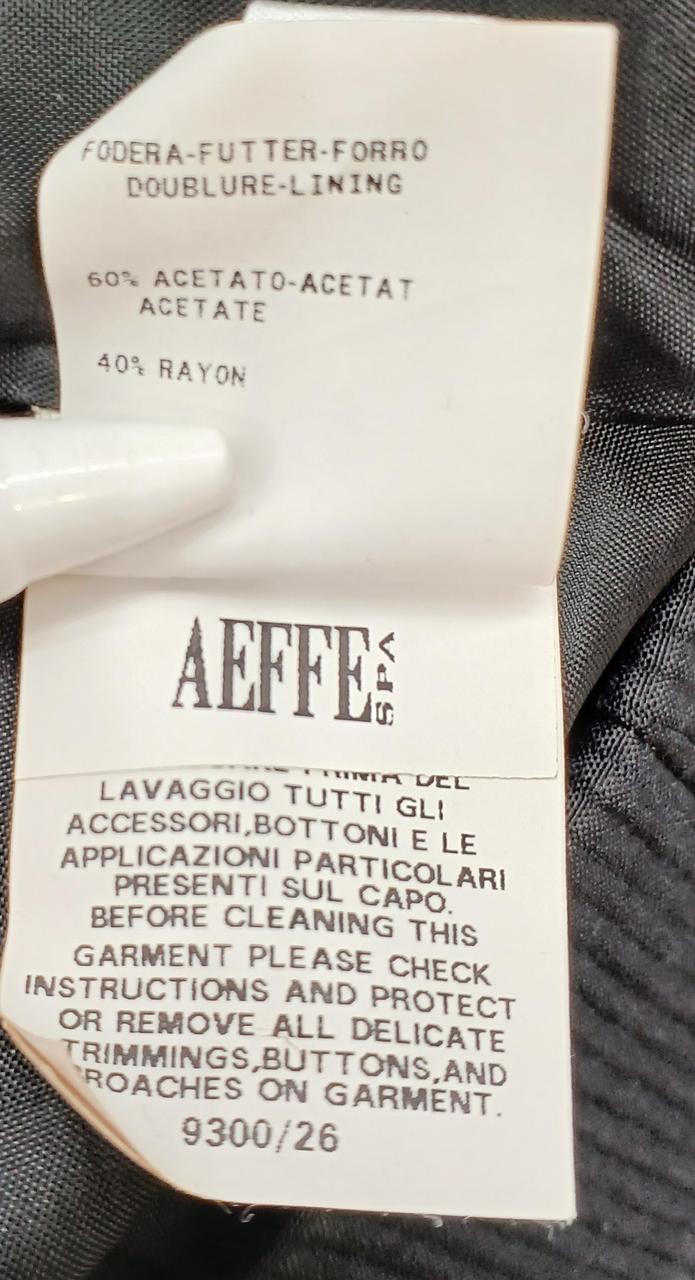 FODERA-FUTTER-FORRO
DOUBLURE-LINING
60% ACETATO-ACETAT
ACETATE
40% RAYON
AEFFE SPA
PRIMA DEL
LAVAGGIO TUTTI GLI
ACCESSORI,BOTTONI E LE
APPLICAZIONI PARTICOLARI
PRESENTI SUL CAPO.
BEFORE CLEANING THIS
GARMENT PLEASE CHECK
INSTRUCTIONS AND PROTECT
OR REMOVE ALL DELICATE
TRIMMINGS,BUTTONS,AND
ROACHES ON GARMENT.
9300/26